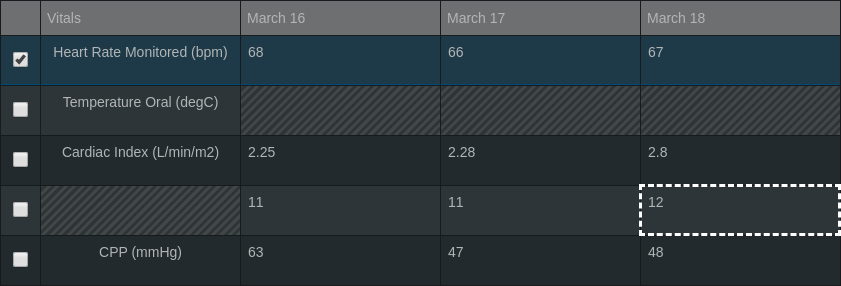 Vitals March 16 March 17 March 18
Heart Rate Monitored (bpm) 68 66 67
Temperature Oral (degC)
Cardiac Index (L/min/m2) 2.25 2.28 2.8
11 11 12
CPP (mmHg) 63 47 48